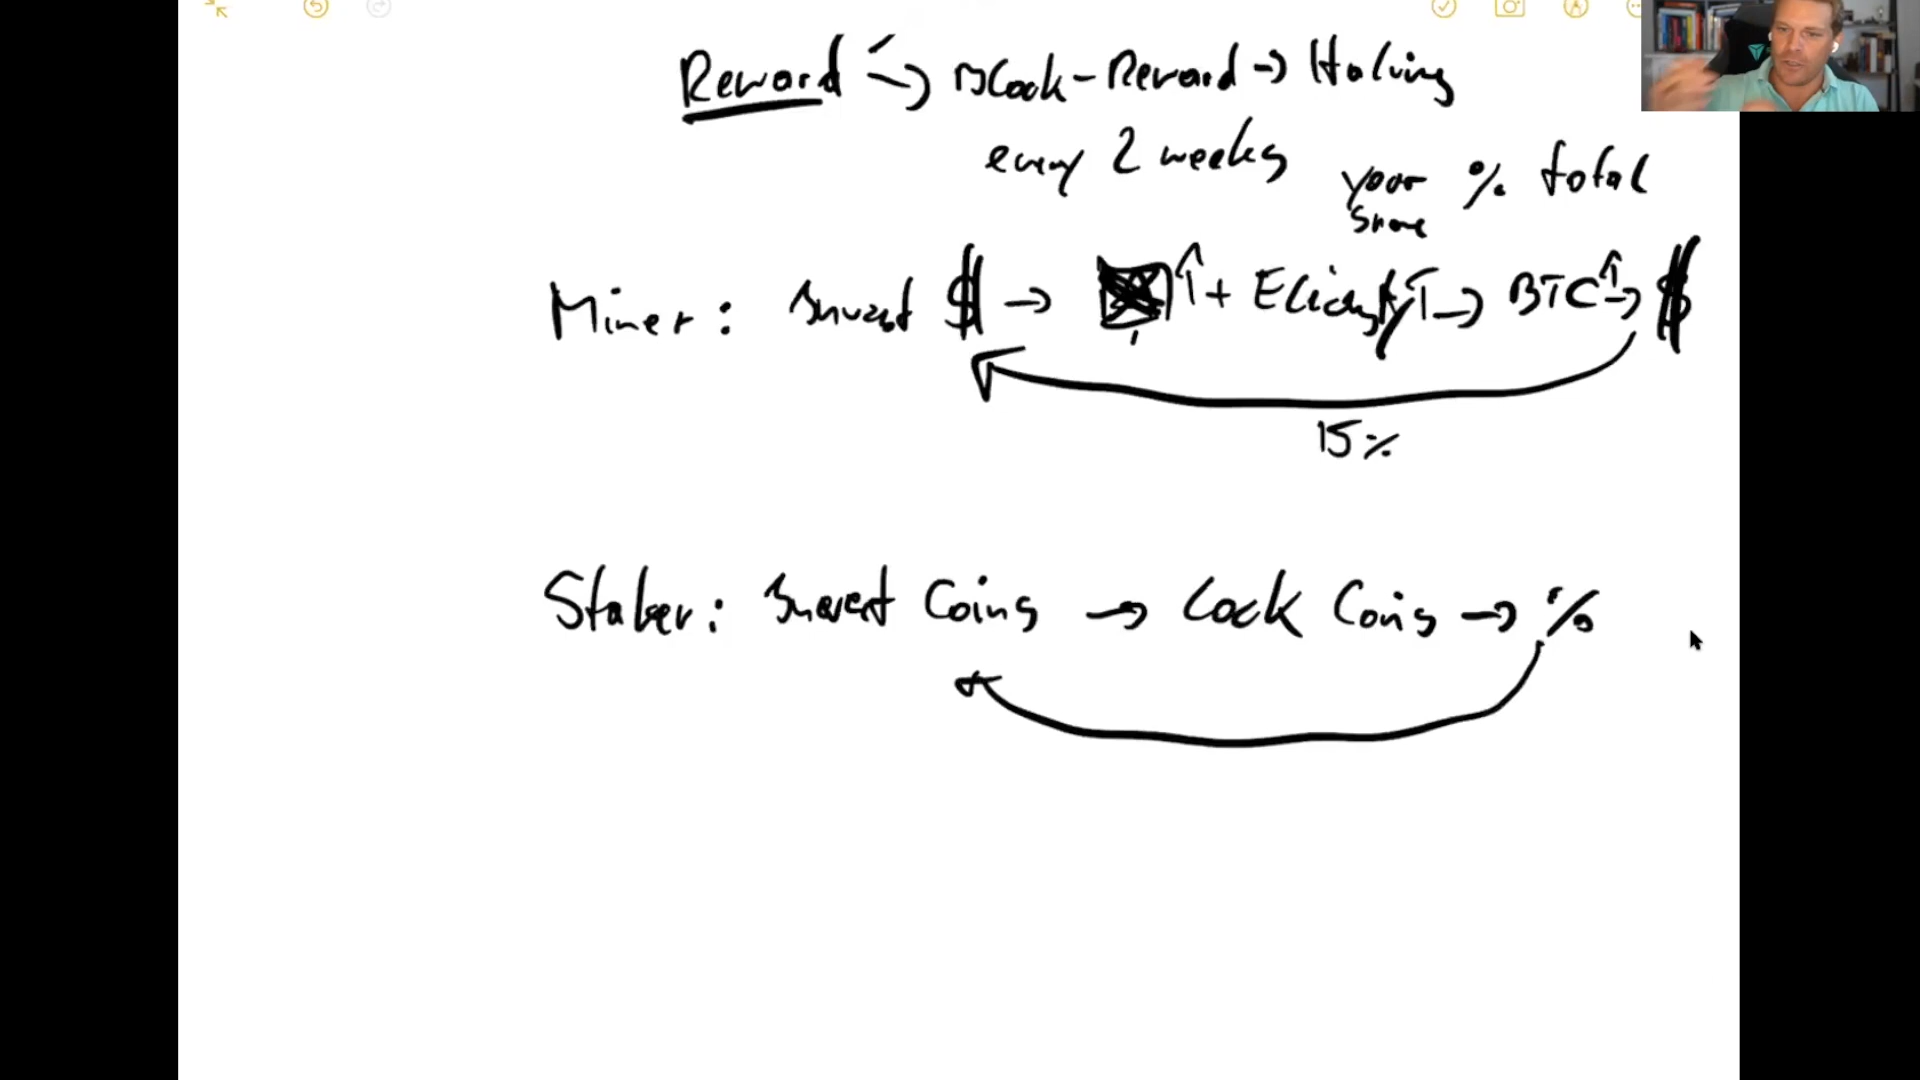 Reward → Block-Reward → Halving
every 2 weeks
your % total
share
Miner: Invest $ → ↑ + Elicity ↑ → BTC ↑ → $
15%
Staker: Invest Coins → Lock Coins → %